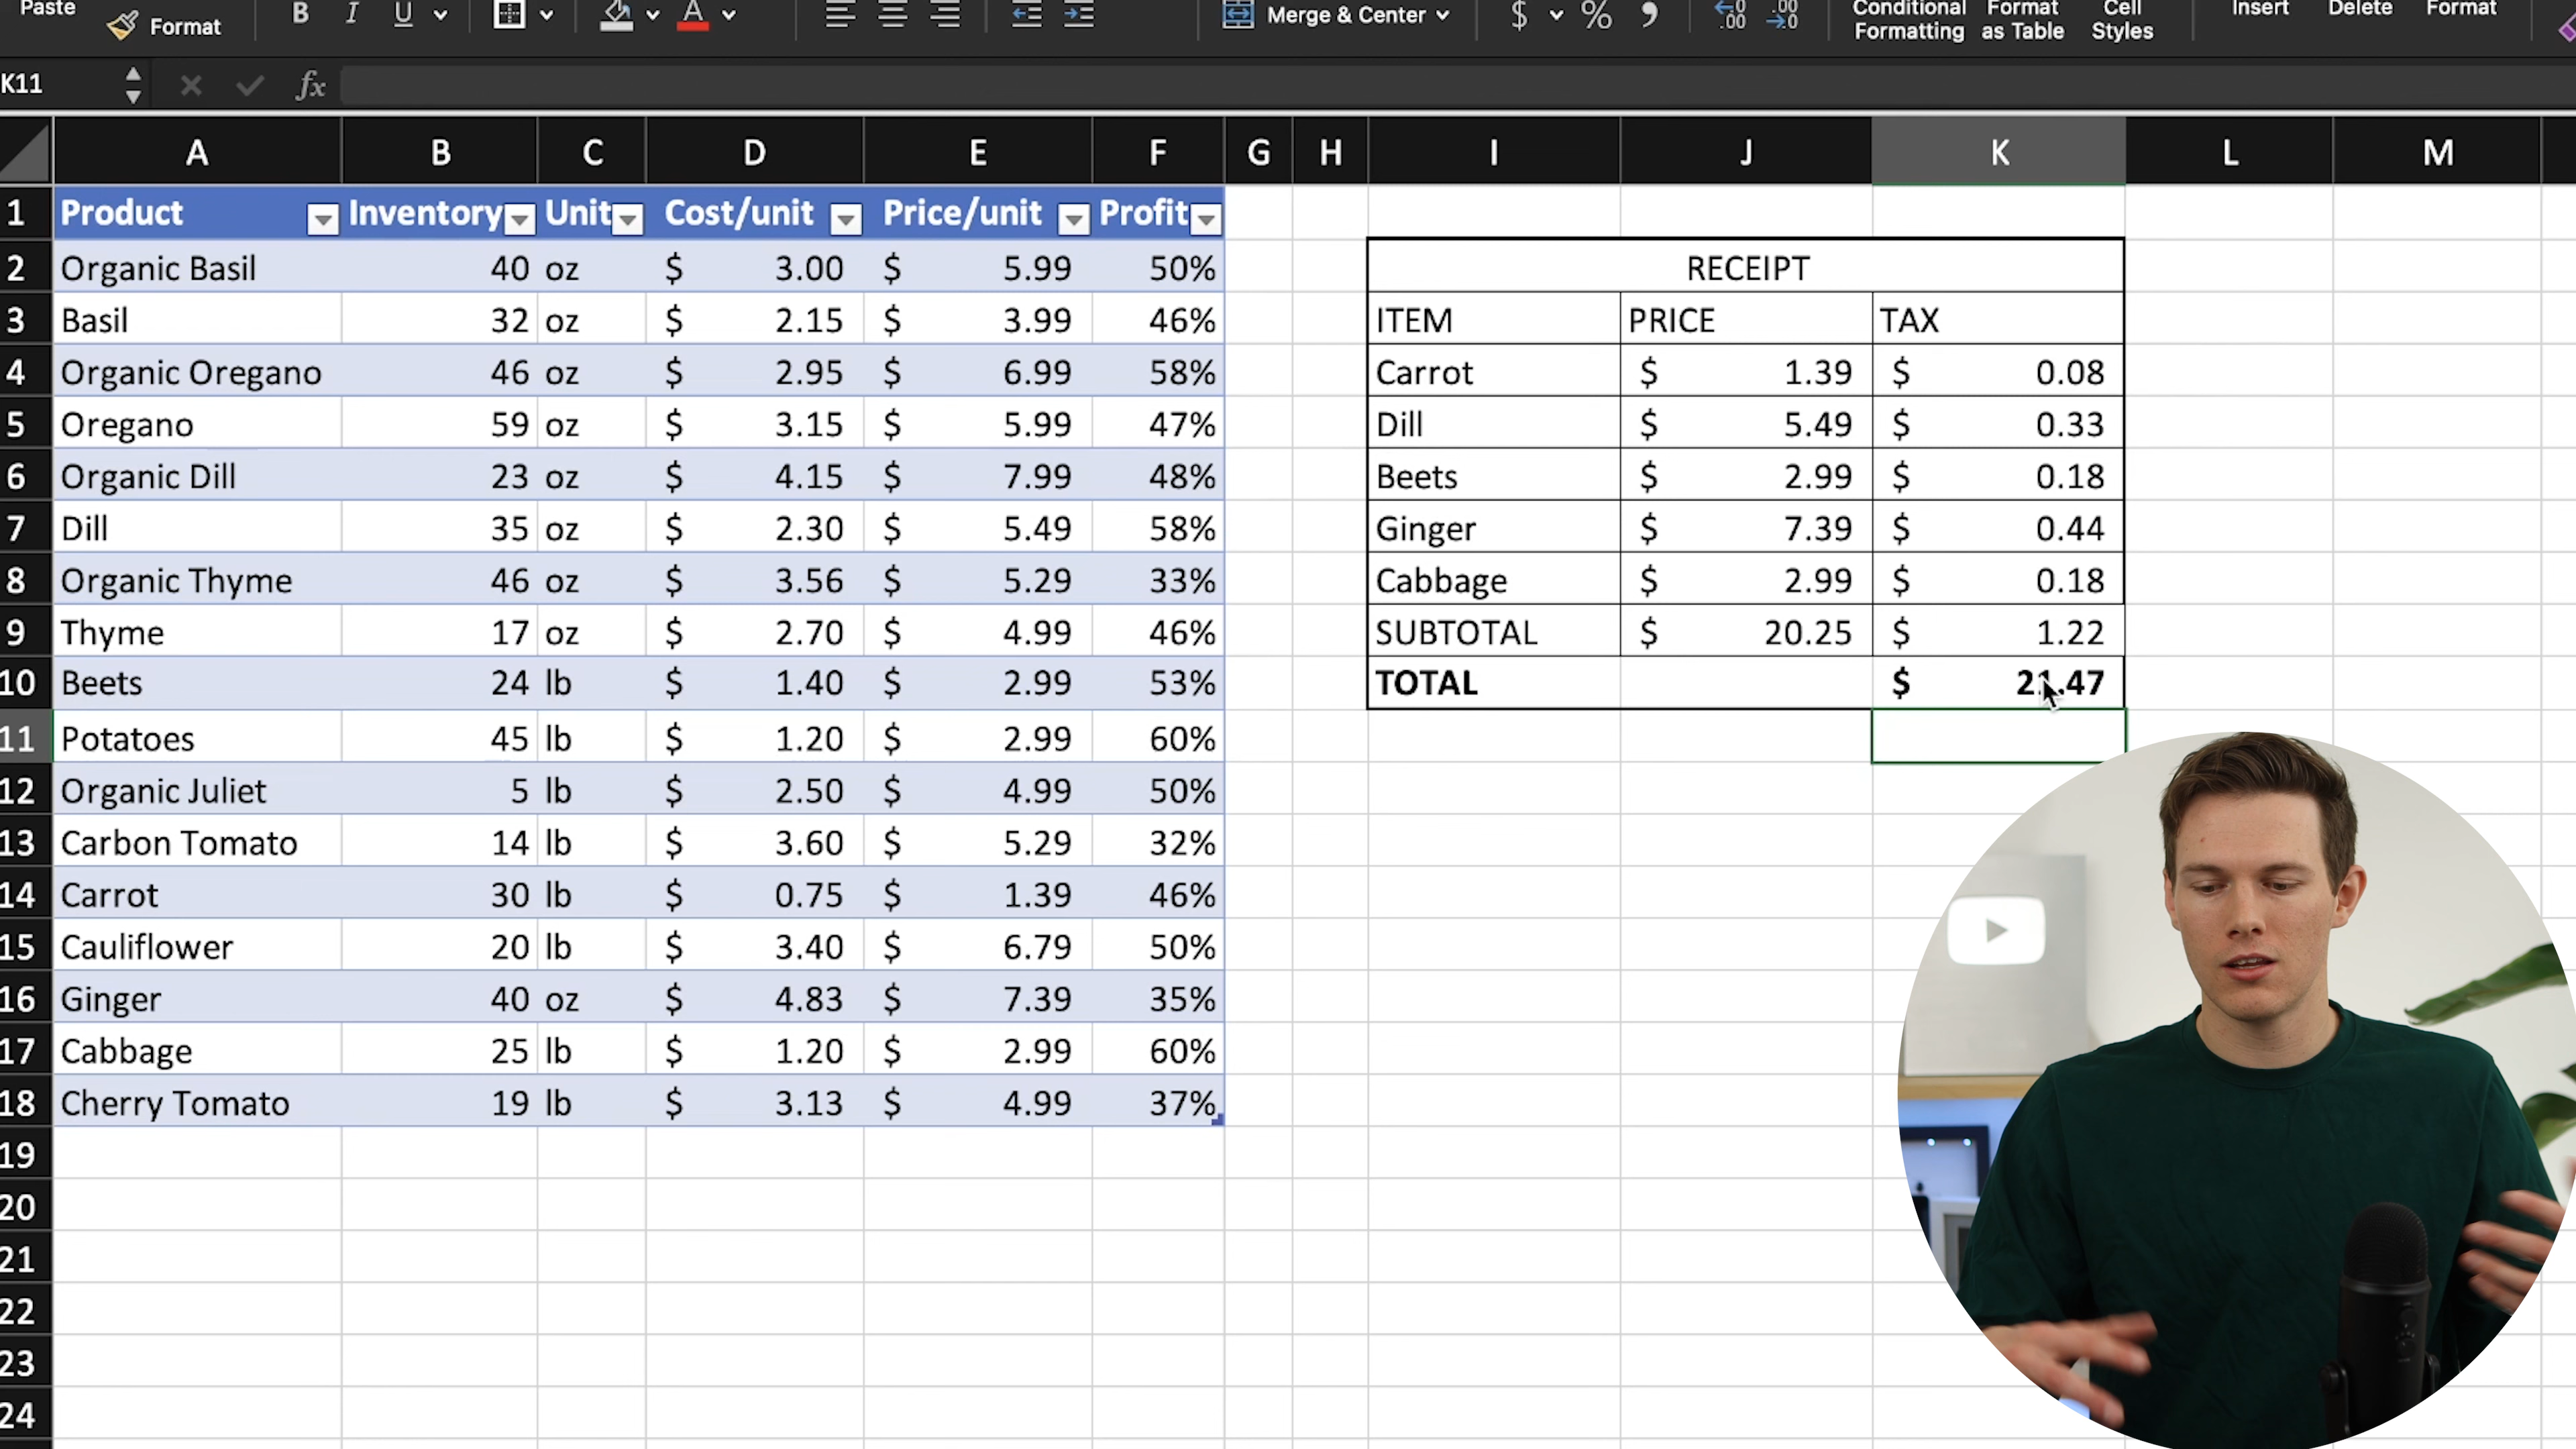 Paste
Format
B I U A Merge & Center $ % , .00 .00
Conditional Formatting
Format as Table
Cell Styles
Insert Delete Format
K11 fx
A B C D E F G H I J K L M
1 Product Inventory Unit Cost/unit Price/unit Profit
2 Organic Basil 40 oz $ 3.00 $ 5.99 50% RECEIPT
3 Basil 32 oz $ 2.15 $ 3.99 46% ITEM PRICE TAX
4 Organic Oregano 46 oz $ 2.95 $ 6.99 58% Carrot $ 1.39 $ 0.08
5 Oregano 59 oz $ 3.15 $ 5.99 47% Dill $ 5.49 $ 0.33
6 Organic Dill 23 oz $ 4.15 $ 7.99 48% Beets $ 2.99 $ 0.18
7 Dill 35 oz $ 2.30 $ 5.49 58% Ginger $ 7.39 $ 0.44
8 Organic Thyme 46 oz $ 3.56 $ 5.29 33% Cabbage $ 2.99 $ 0.18
9 Thyme 17 oz $ 2.70 $ 4.99 46% SUBTOTAL $ 20.25 $ 1.22
10 Beets 24 lb $ 1.40 $ 2.99 53% TOTAL $ 21.47
11 Potatoes 45 lb $ 1.20 $ 2.99 60%
12 Organic Juliet 5 lb $ 2.50 $ 4.99 50%
13 Carbon Tomato 14 lb $ 3.60 $ 5.29 32%
14 Carrot 30 lb $ 0.75 $ 1.39 46%
15 Cauliflower 20 lb $ 3.40 $ 6.79 50%
16 Ginger 40 oz $ 4.83 $ 7.39 35%
17 Cabbage 25 lb $ 1.20 $ 2.99 60%
18 Cherry Tomato 19 lb $ 3.13 $ 4.99 37%
19
20
21
22
23
24